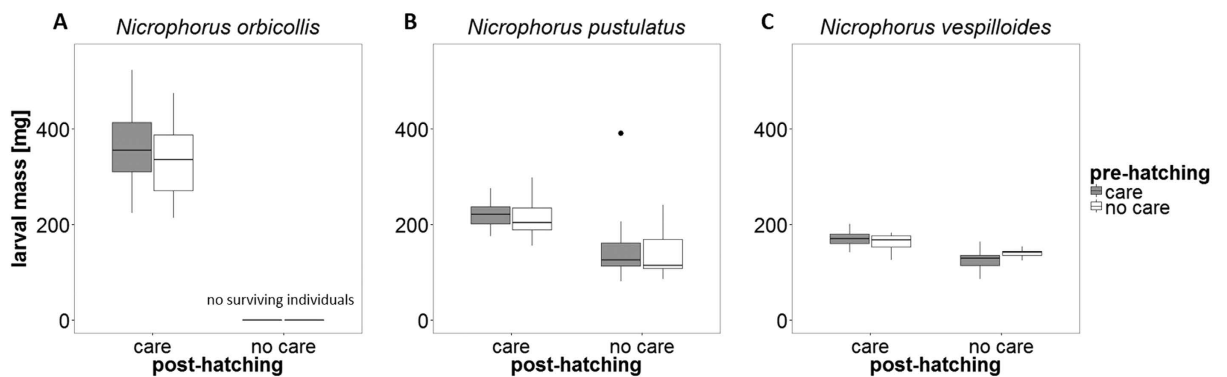 A
Nicrophorus orbicollis
B
Nicrophorus pustulatus
C
Nicrophorus vespilloides
larval mass [mg]
400
200
0
no surviving individuals
care
no care
post-hatching
400
200
0
care
no care
post-hatching
400
200
0
care
no care
post-hatching
pre-hatching
care
no care